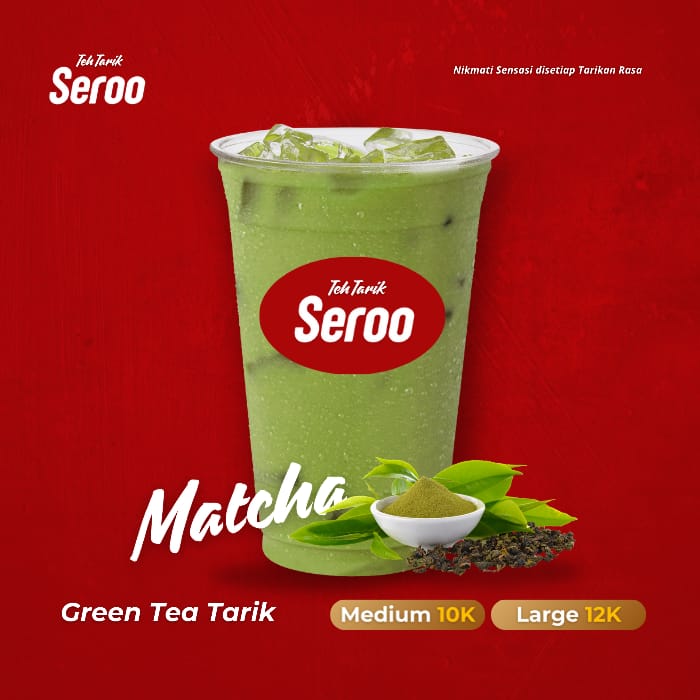 Teh Tarik
Seroo
Nikmati Sensasi disetiap Tarikan Rasa
Teh Tarik
Seroo
Matcha
Green Tea Tarik
Medium 10K
Large 12K